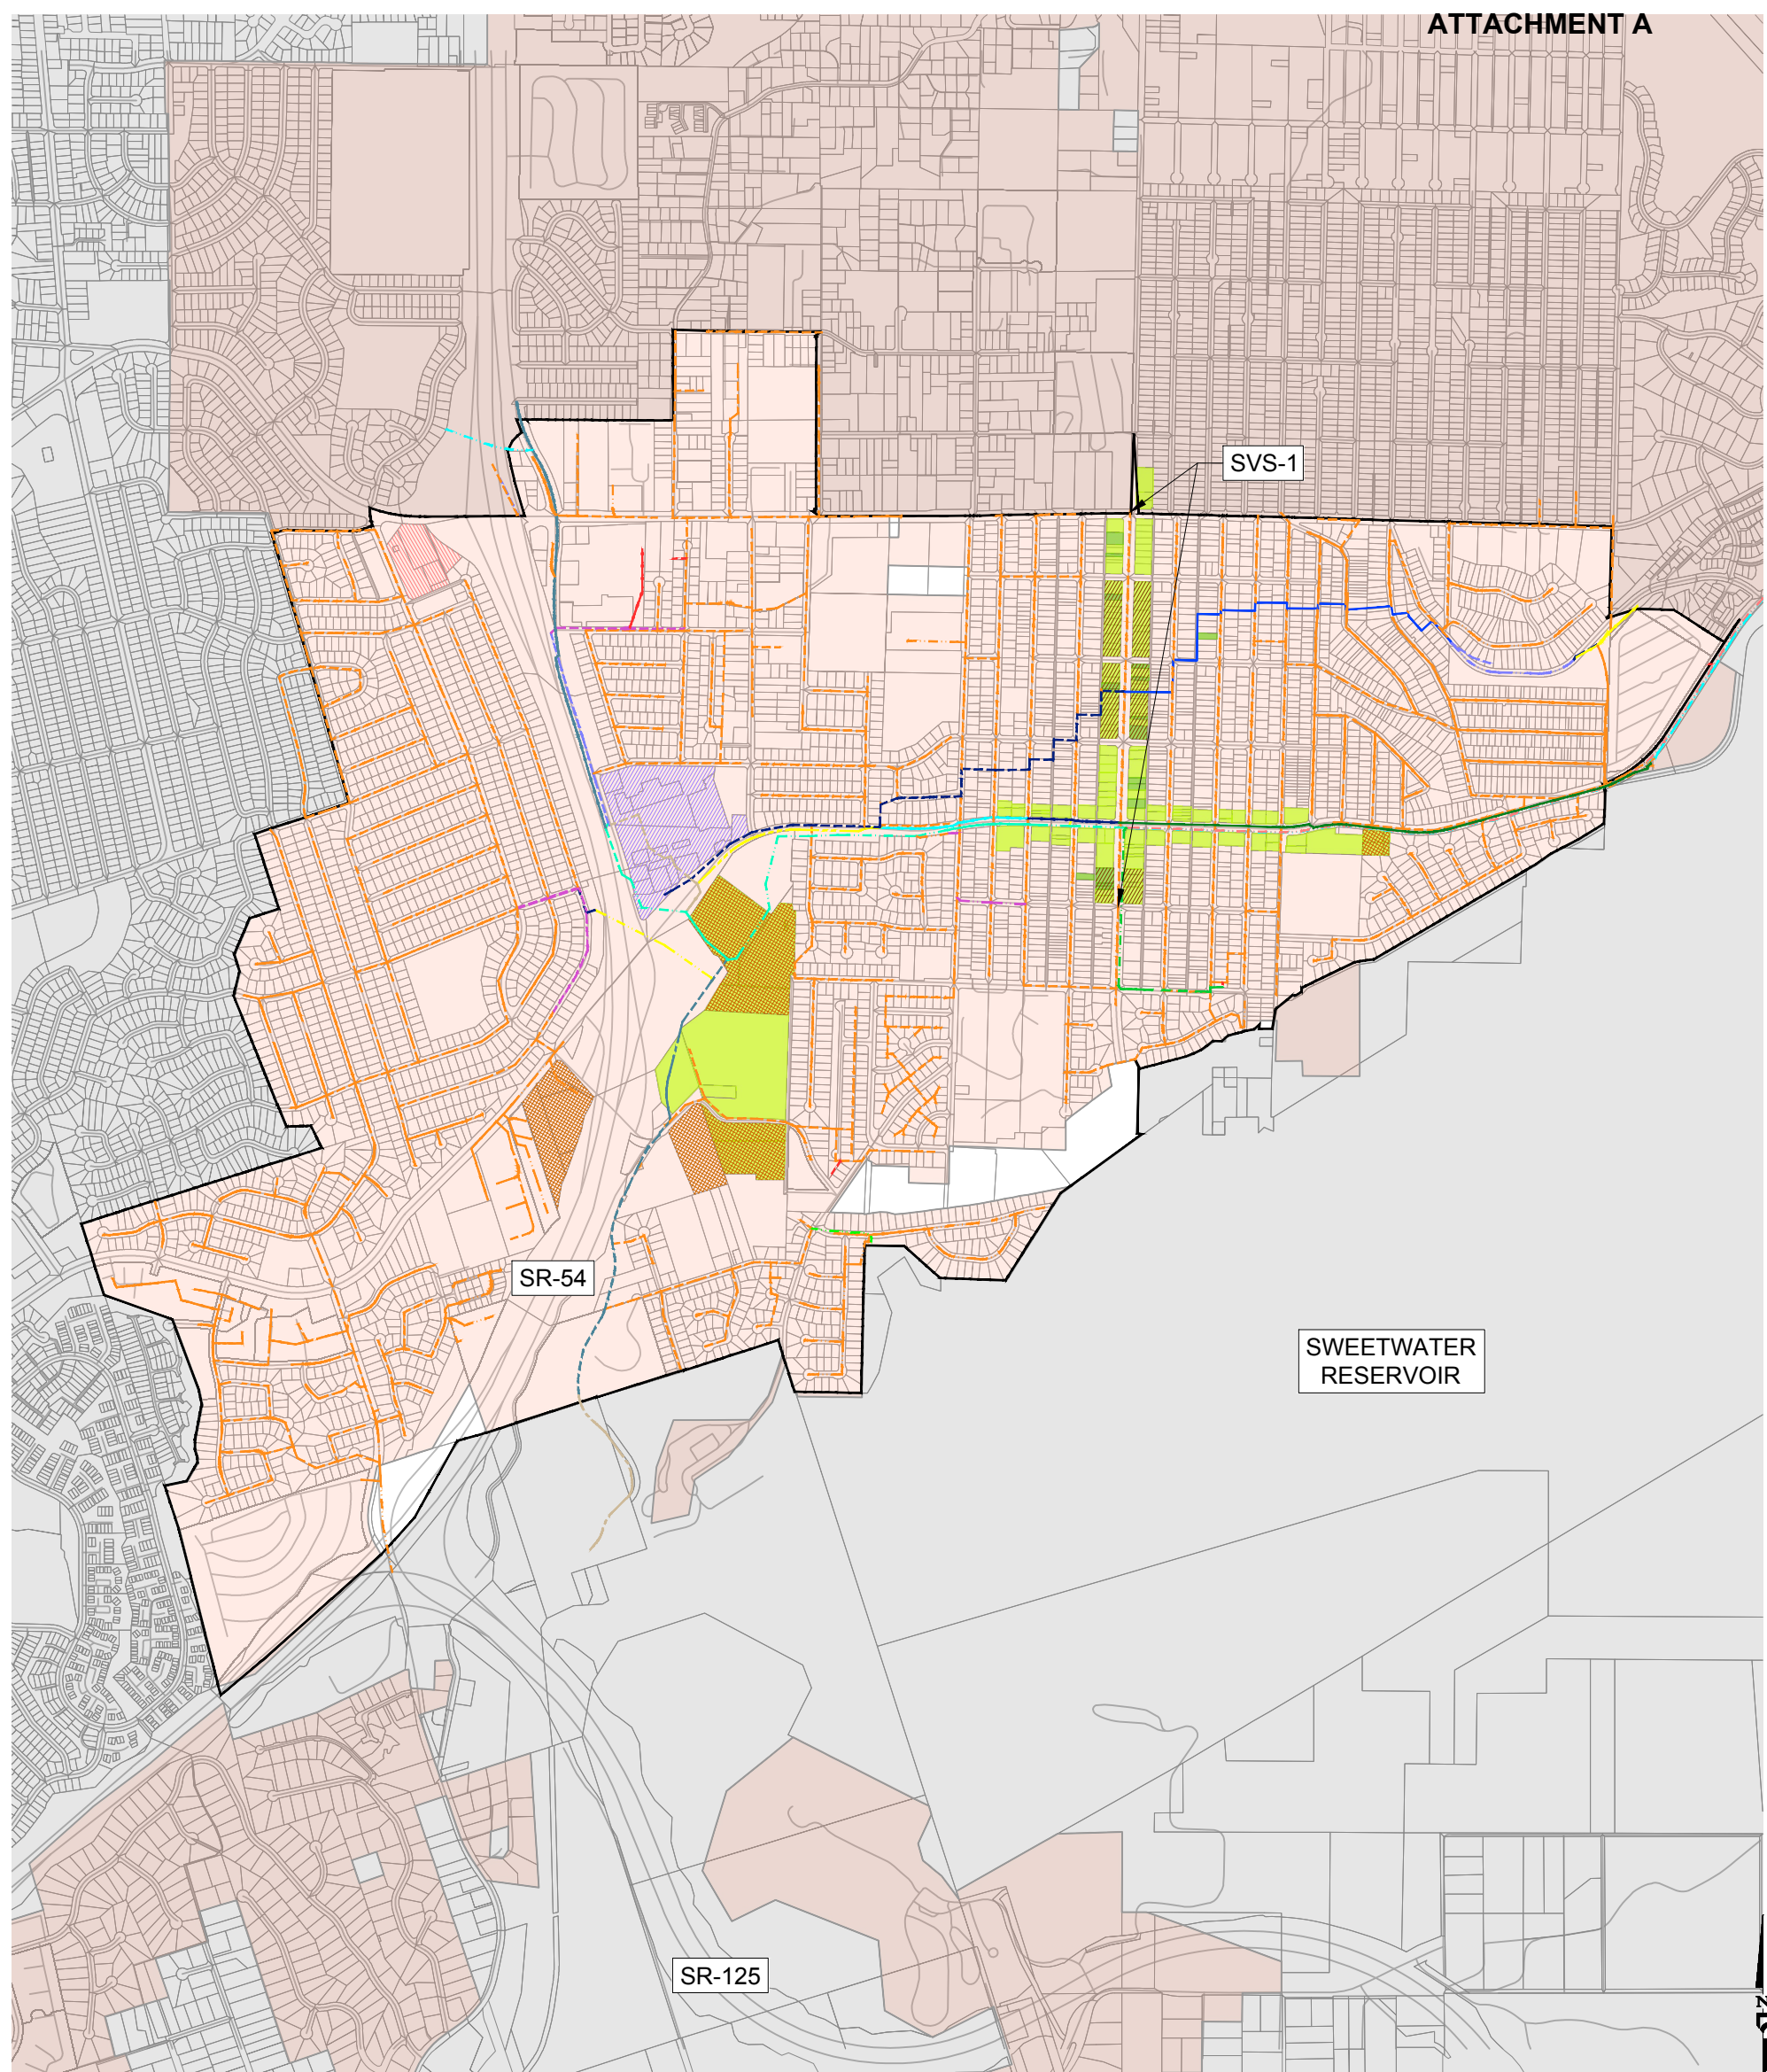 ATTACHMENT A
SVS-1
SR-54
SWEETWATER
RESERVOIR
SR-125